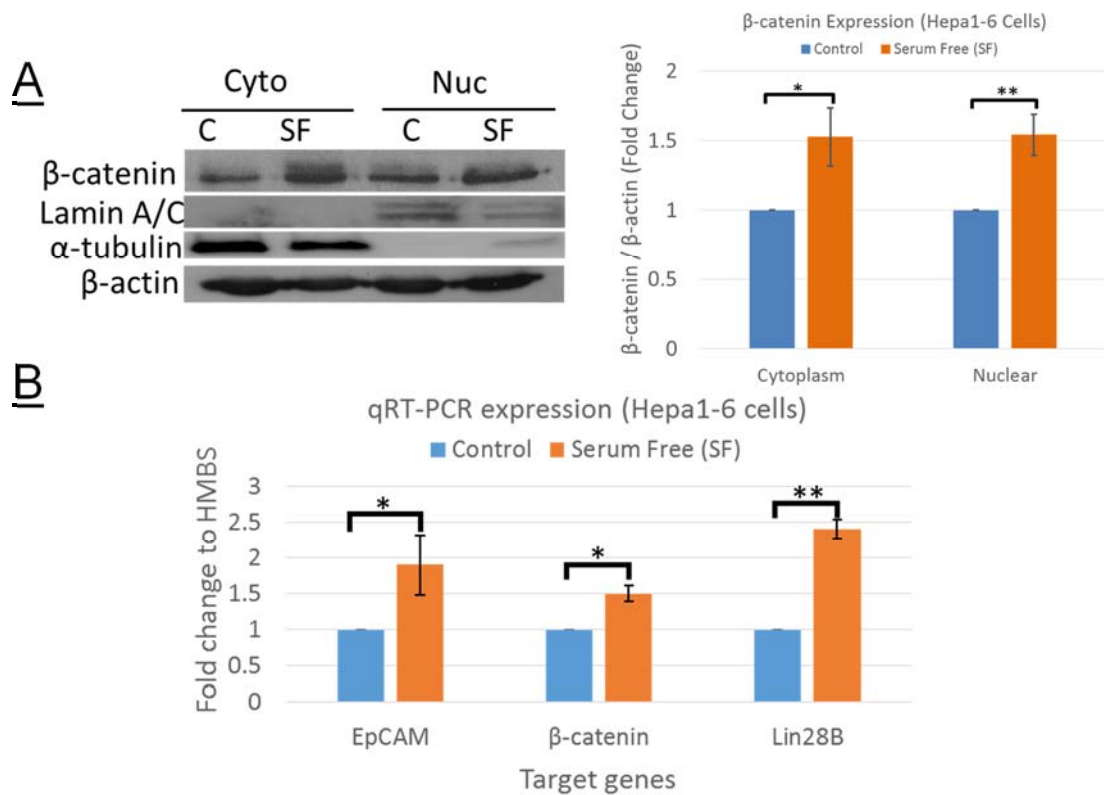 A
Cyto Nuc
C SF C SF
β-catenin
Lamin A/C
α-tubulin
β-actin
β-catenin Expression (Hepa1-6 Cells)
Control Serum Free (SF)
β-catenin / β-actin (Fold Change)
2
1.5
1
0.5
0
* **
Cytoplasm Nuclear
B
qRT-PCR expression (Hepa1-6 cells)
Control Serum Free (SF)
Fold change to HMBS
3
2.5
2
1.5
1
0.5
0
* * **
EpCAM β-catenin Lin28B
Target genes